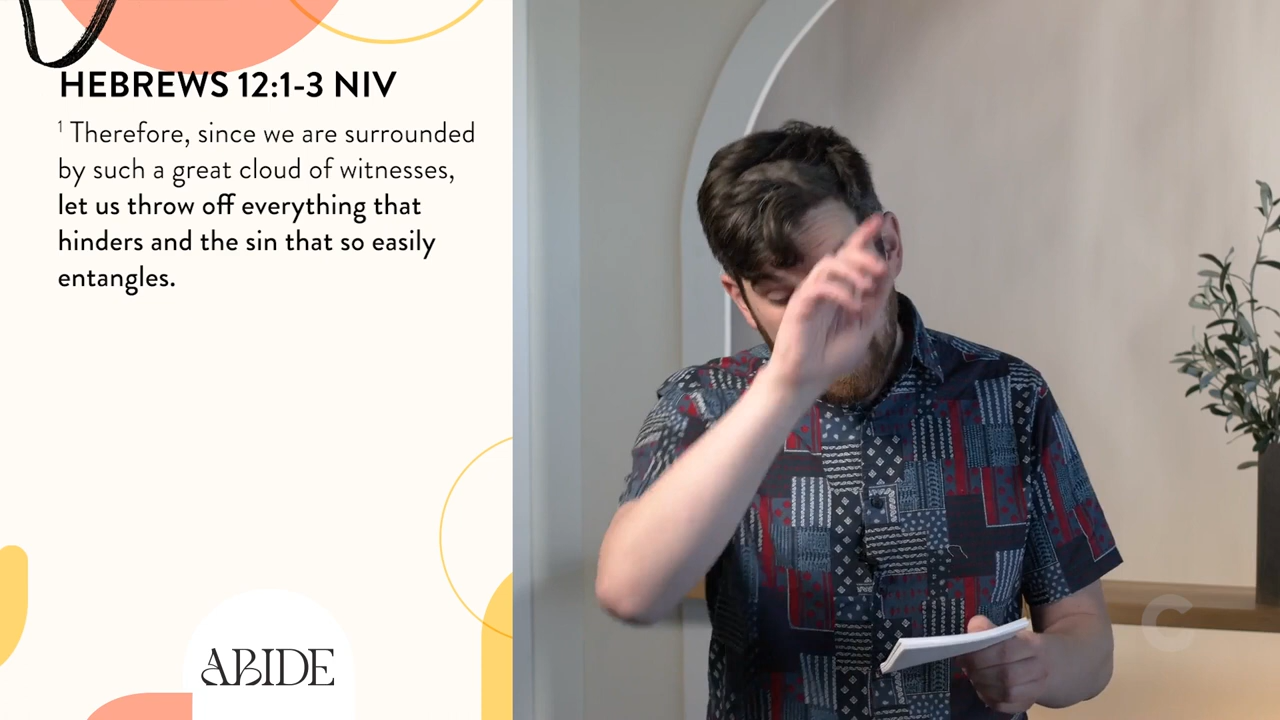 HEBREWS 12:1-3 NIV
¹ Therefore, since we are surrounded
by such a great cloud of witnesses,
let us throw off everything that
hinders and the sin that so easily
entangles.
ABIDE
C